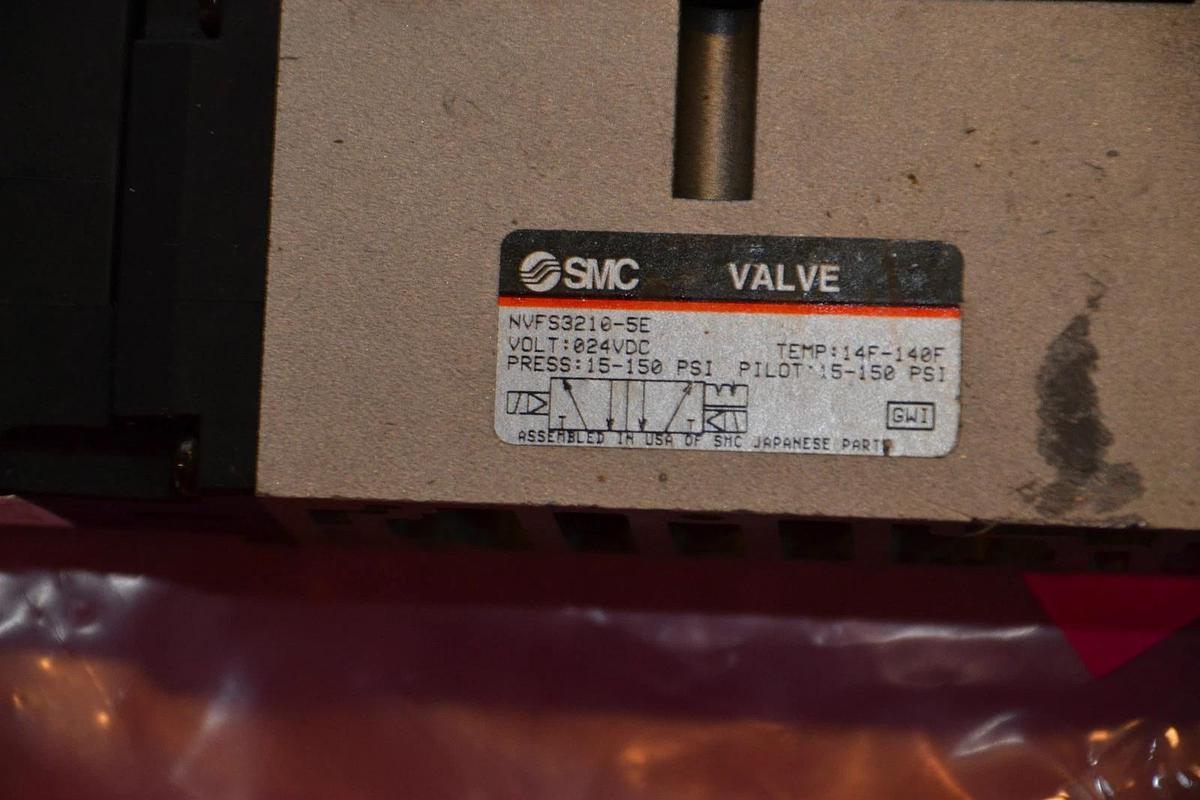 SMC VALVE
NVFS3210-5E
VOLT:024VDC TEMP:14F-140F
PRESS:15-150 PSI PILOT:15-150 PSI
GWI
ASSEMBLED IN USA OF SMC JAPANESE PARTS